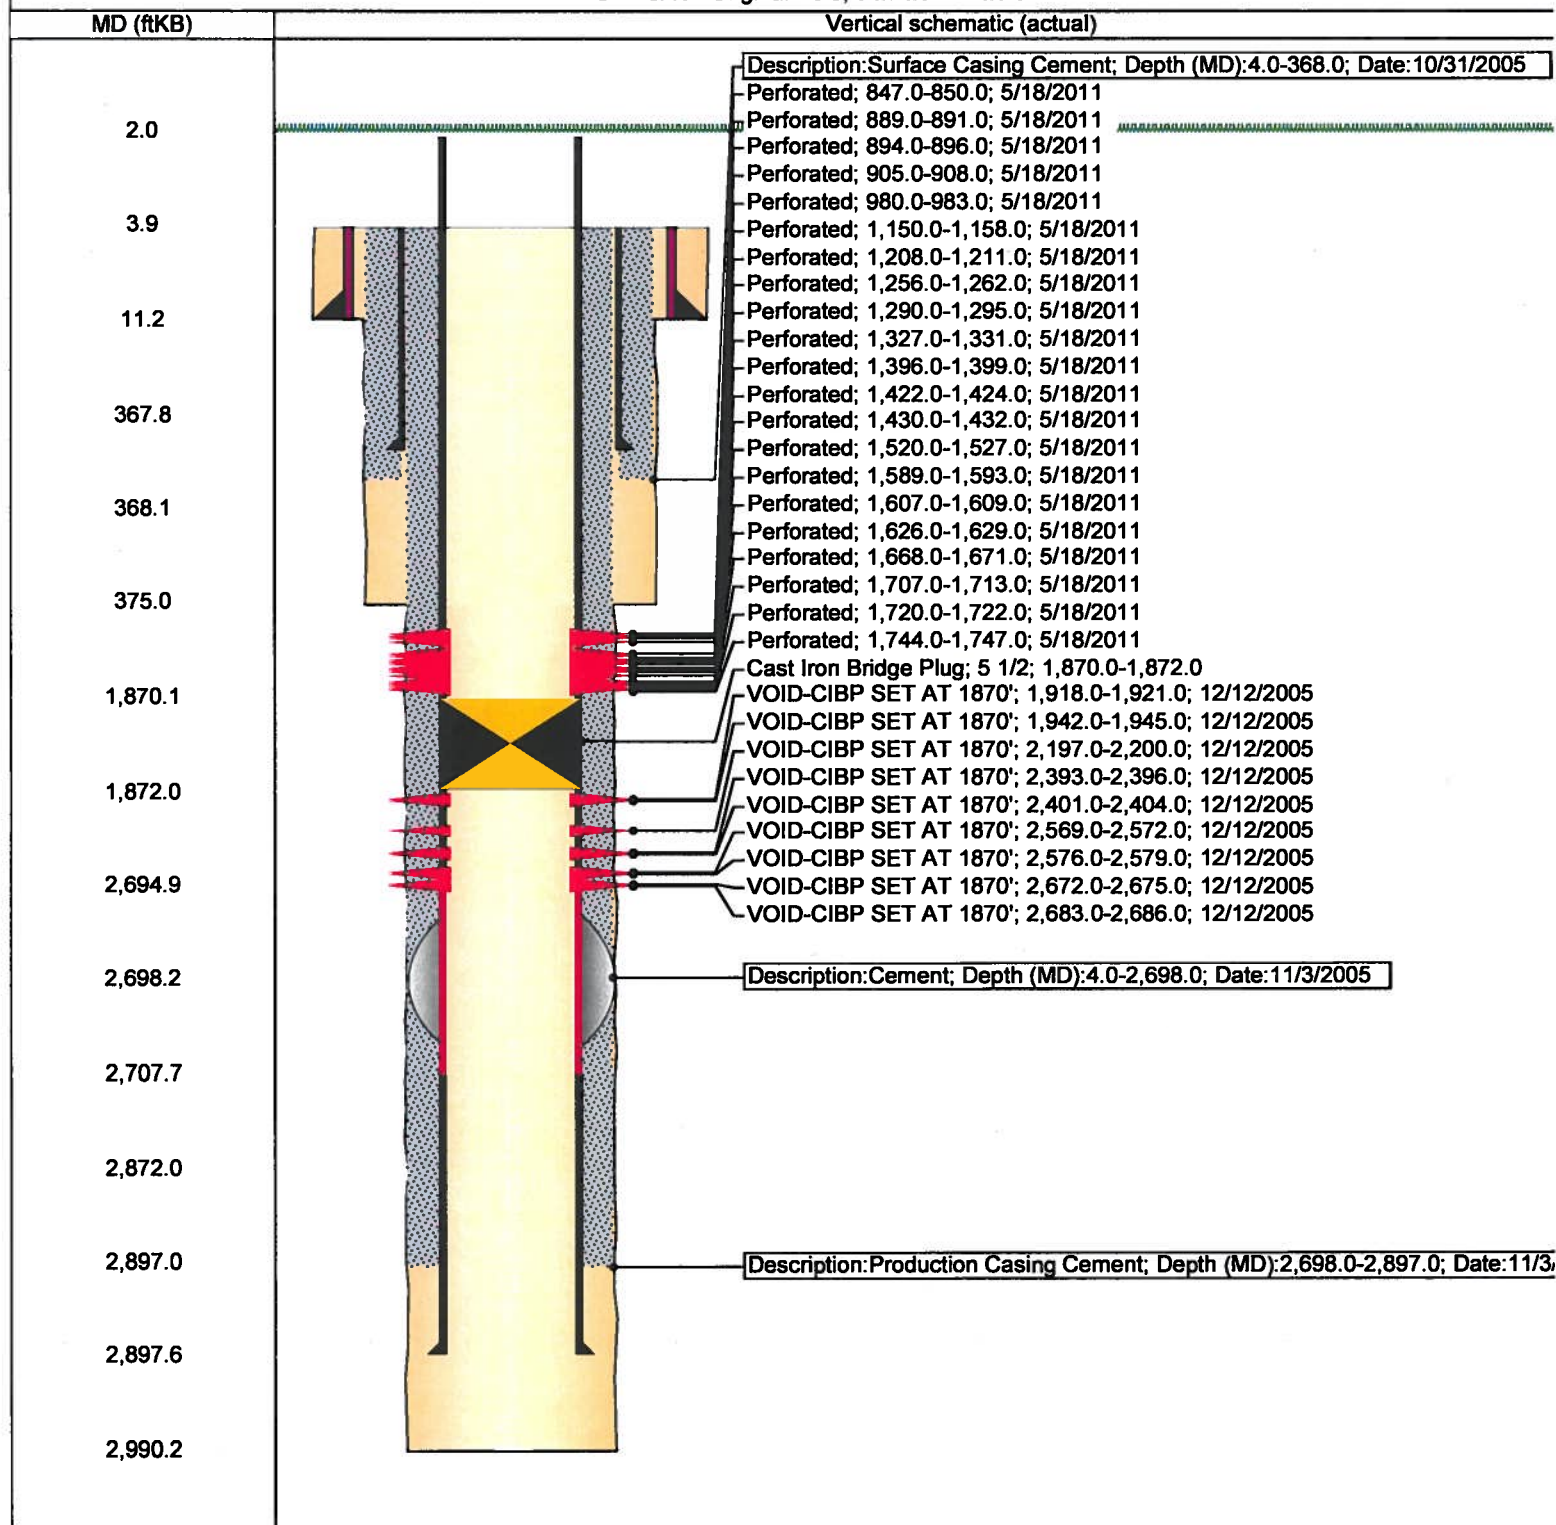 MD (ftKB)
Vertical schematic (actual)
Description:Surface Casing Cement; Depth (MD):4.0-368.0; Date:10/31/2005
Perforated; 847.0-850.0; 5/18/2011
2.0
Perforated; 889.0-891.0; 5/18/2011
Perforated; 894.0-896.0; 5/18/2011
Perforated; 905.0-908.0; 5/18/2011
Perforated; 980.0-983.0; 5/18/2011
3.9
Perforated; 1,150.0-1,158.0; 5/18/2011
Perforated; 1,208.0-1,211.0; 5/18/2011
Perforated; 1,256.0-1,262.0; 5/18/2011
11.2
Perforated; 1,290.0-1,295.0; 5/18/2011
Perforated; 1,327.0-1,331.0; 5/18/2011
Perforated; 1,396.0-1,399.0; 5/18/2011
Perforated; 1,422.0-1,424.0; 5/18/2011
367.8
Perforated; 1,430.0-1,432.0; 5/18/2011
Perforated; 1,520.0-1,527.0; 5/18/2011
Perforated; 1,589.0-1,593.0; 5/18/2011
368.1
Perforated; 1,607.0-1,609.0; 5/18/2011
Perforated; 1,626.0-1,629.0; 5/18/2011
Perforated; 1,668.0-1,671.0; 5/18/2011
Perforated; 1,707.0-1,713.0; 5/18/2011
375.0
Perforated; 1,720.0-1,722.0; 5/18/2011
Perforated; 1,744.0-1,747.0; 5/18/2011
Cast Iron Bridge Plug; 5 1/2; 1,870.0-1,872.0
1,870.1
VOID-CIBP SET AT 1870'; 1,918.0-1,921.0; 12/12/2005
VOID-CIBP SET AT 1870'; 1,942.0-1,945.0; 12/12/2005
VOID-CIBP SET AT 1870'; 2,197.0-2,200.0; 12/12/2005
VOID-CIBP SET AT 1870'; 2,393.0-2,396.0; 12/12/2005
1,872.0
VOID-CIBP SET AT 1870'; 2,401.0-2,404.0; 12/12/2005
VOID-CIBP SET AT 1870'; 2,569.0-2,572.0; 12/12/2005
VOID-CIBP SET AT 1870'; 2,576.0-2,579.0; 12/12/2005
2,694.9
VOID-CIBP SET AT 1870'; 2,672.0-2,675.0; 12/12/2005
VOID-CIBP SET AT 1870'; 2,683.0-2,686.0; 12/12/2005
2,698.2
Description:Cement; Depth (MD):4.0-2,698.0; Date:11/3/2005
2,707.7
2,872.0
2,897.0
Description:Production Casing Cement; Depth (MD):2,698.0-2,897.0; Date:11/3/
2,897.6
2,990.2